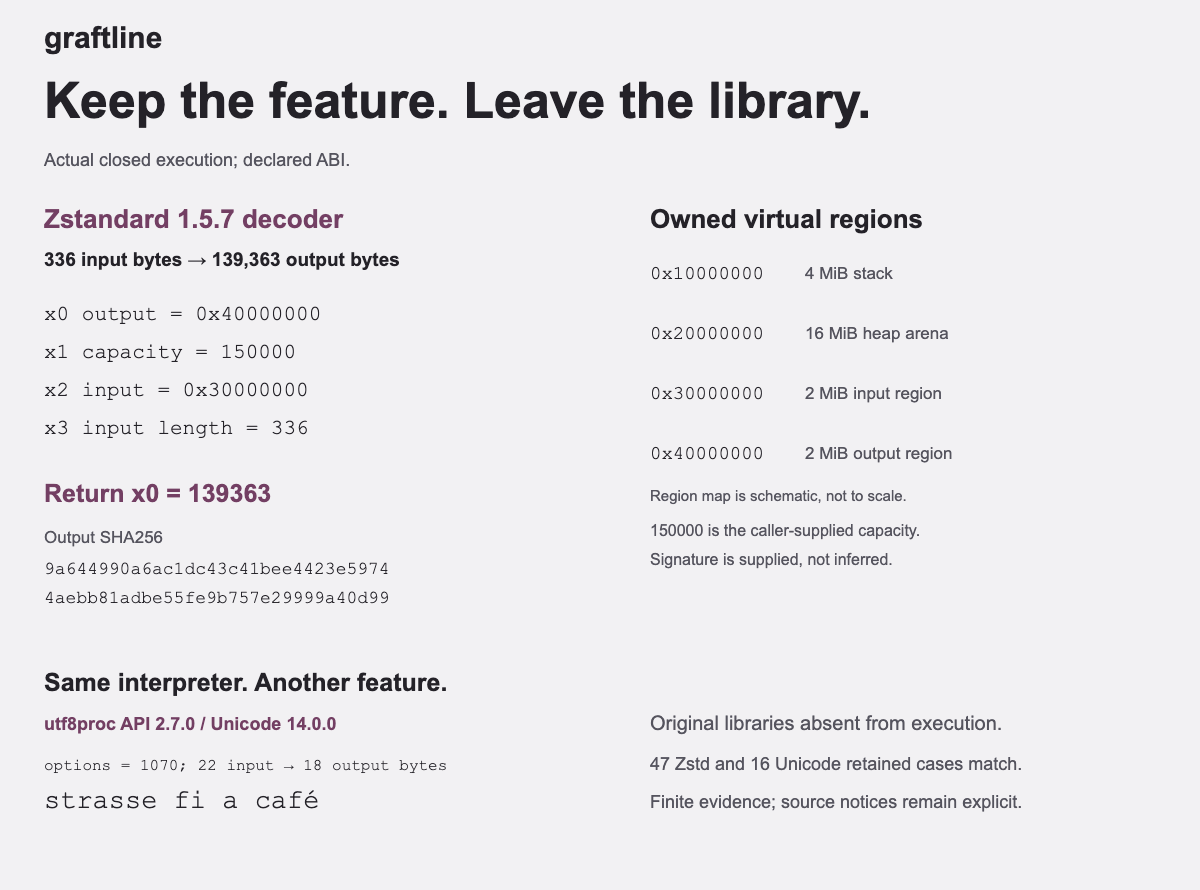 graftline
Keep the feature. Leave the library.
Actual closed execution; declared ABI.
Zstandard 1.5.7 decoder
336 input bytes → 139,363 output bytes
x0 output = 0x40000000
x1 capacity = 150000
x2 input = 0x30000000
x3 input length = 336
Return x0 = 139363
Output SHA256
9a644990a6ac1dc43c41bee4423e5974
4aebb81adbe55fe9b757e29999a40d99
Owned virtual regions
0x10000000 4 MiB stack
0x20000000 16 MiB heap arena
0x30000000 2 MiB input region
0x40000000 2 MiB output region
Region map is schematic, not to scale.
150000 is the caller-supplied capacity.
Signature is supplied, not inferred.
Same interpreter. Another feature.
utf8proc API 2.7.0 / Unicode 14.0.0
options = 1070; 22 input → 18 output bytes
strasse fi a café
Original libraries absent from execution.
47 Zstd and 16 Unicode retained cases match.
Finite evidence; source notices remain explicit.